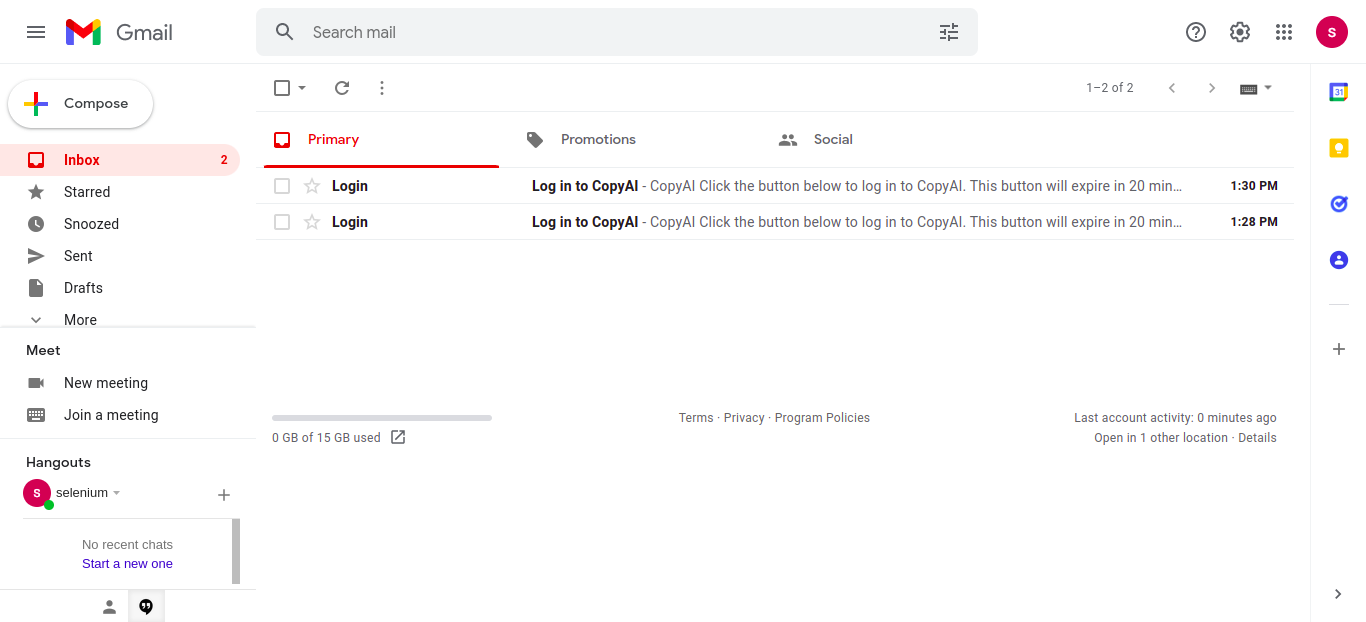 Gmail
Search mail
S
Compose
1–2 of 2
31
Inbox 2
Starred
Snoozed
Sent
Drafts
More
Primary Promotions Social
Login Log in to CopyAI - CopyAI Click the button below to log in to CopyAI. This button will expire in 20 min… 1:30 PM
Login Log in to CopyAI - CopyAI Click the button below to log in to CopyAI. This button will expire in 20 min… 1:28 PM
Meet
New meeting
Join a meeting
Hangouts
S selenium
No recent chats
Start a new one
0 GB of 15 GB used
Terms · Privacy · Program Policies
Last account activity: 0 minutes ago
Open in 1 other location · Details